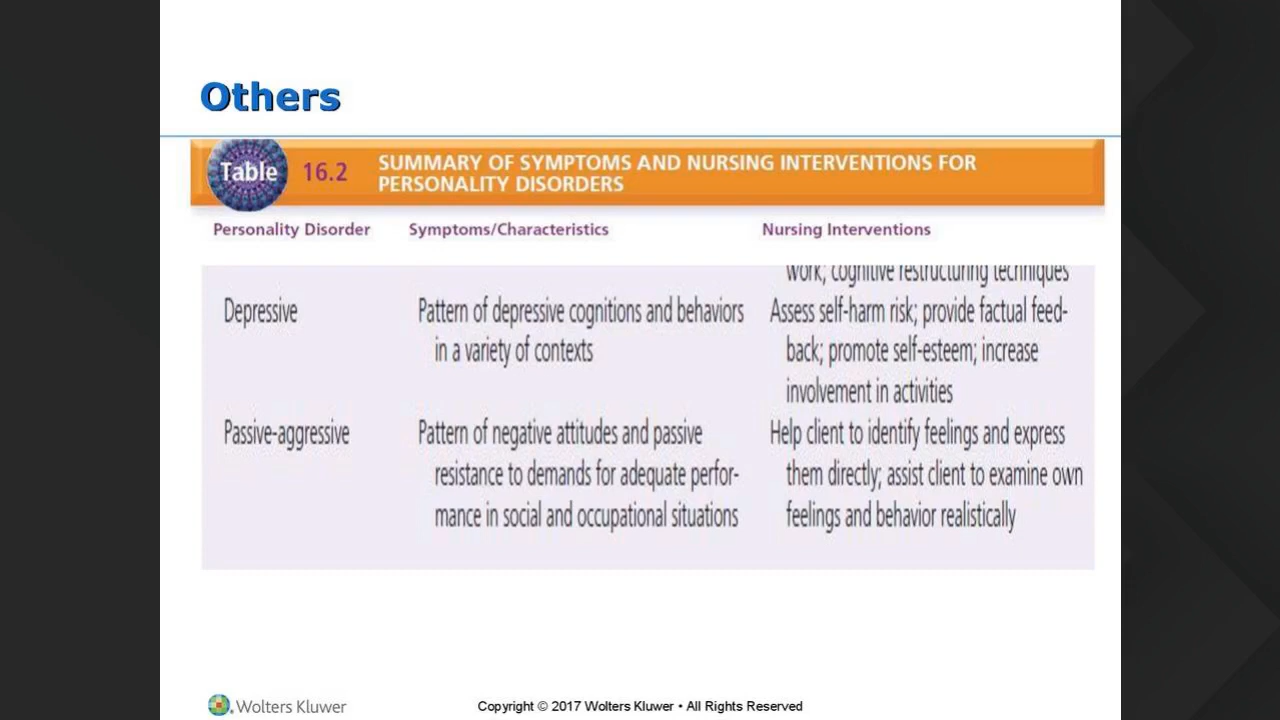 Others
Table 16.2 SUMMARY OF SYMPTOMS AND NURSING INTERVENTIONS FOR
PERSONALITY DISORDERS
Personality Disorder Symptoms/Characteristics Nursing Interventions
work; cognitive restructuring techniques
Depressive Pattern of depressive cognitions and behaviors Assess self-harm risk; provide factual feed-
in a variety of contexts back; promote self-esteem; increase
involvement in activities
Passive-aggressive Pattern of negative attitudes and passive Help client to identify feelings and express
resistance to demands for adequate perfor- them directly; assist client to examine own
mance in social and occupational situations feelings and behavior realistically
Wolters Kluwer Copyright © 2017 Wolters Kluwer • All Rights Reserved